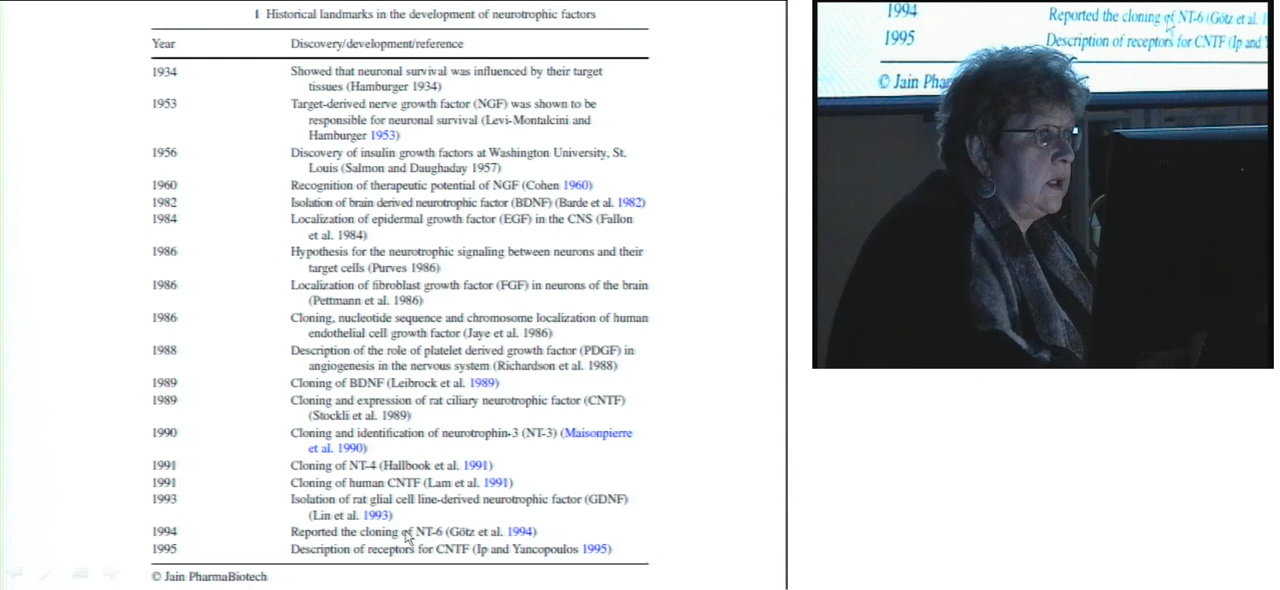 1 Historical landmarks in the development of neurotrophic factors
Year Discovery/development/reference
1934 Showed that neuronal survival was influenced by their target
tissues (Hamburger 1934)
1953 Target-derived nerve growth factor (NGF) was shown to be
responsible for neuronal survival (Levi-Montalcini and
Hamburger 1953)
1956 Discovery of insulin growth factors at Washington University, St.
Louis (Salmon and Daughaday 1957)
1960 Recognition of therapeutic potential of NGF (Cohen 1960)
1982 Isolation of brain derived neurotrophic factor (BDNF) (Barde et al. 1982)
1984 Localization of epidermal growth factor (EGF) in the CNS (Fallon
et al. 1984)
1986 Hypothesis for the neurotrophic signaling between neurons and their
target cells (Purves 1986)
1986 Localization of fibroblast growth factor (FGF) in neurons of the brain
(Pettmann et al. 1986)
1986 Cloning, nucleotide sequence and chromosome localization of human
endothelial cell growth factor (Jaye et al. 1986)
1988 Description of the role of platelet derived growth factor (PDGF) in
angiogenesis in the nervous system (Richardson et al. 1988)
1989 Cloning of BDNF (Leibrock et al. 1989)
1989 Cloning and expression of rat ciliary neurotrophic factor (CNTF)
(Stockli et al. 1989)
1990 Cloning and identification of neurotrophin-3 (NT-3) (Maisonpierre
et al. 1990)
1991 Cloning of NT-4 (Hallbook et al. 1991)
1991 Cloning of human CNTF (Lam et al. 1991)
1993 Isolation of rat glial cell line-derived neurotrophic factor (GDNF)
(Lin et al. 1993)
1994 Reported the cloning of NT-6 (Götz et al. 1994)
1995 Description of receptors for CNTF (Ip and Yancopoulos 1995)
© Jain PharmaBiotech
1994 Reported the cloning of NT-6 (Götz et al.
1995 Description of receptors for CNTF (Ip and
© Jain Phar